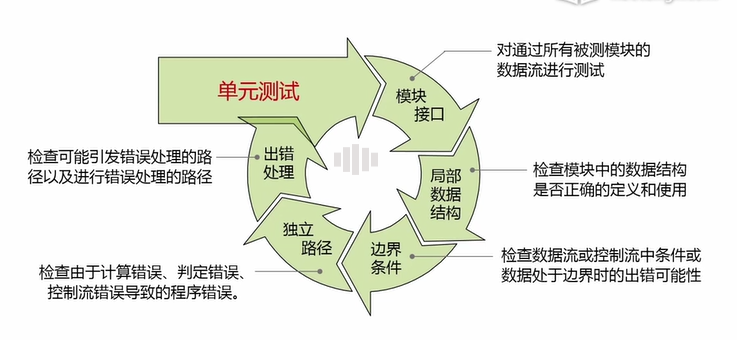 单元测试
模块
接口
对通过所有被测模块的
数据流进行测试
局部
数据
结构
检查模块中的数据结构
是否正确的定义和使用
边界
条件
检查数据流或控制流中条件或
数据处于边界时的出错可能性
独立
路径
检查由于计算错误、判定错误、
控制流错误导致的程序错误。
出错
处理
检查可能引发错误处理的路
径以及进行错误处理的路径